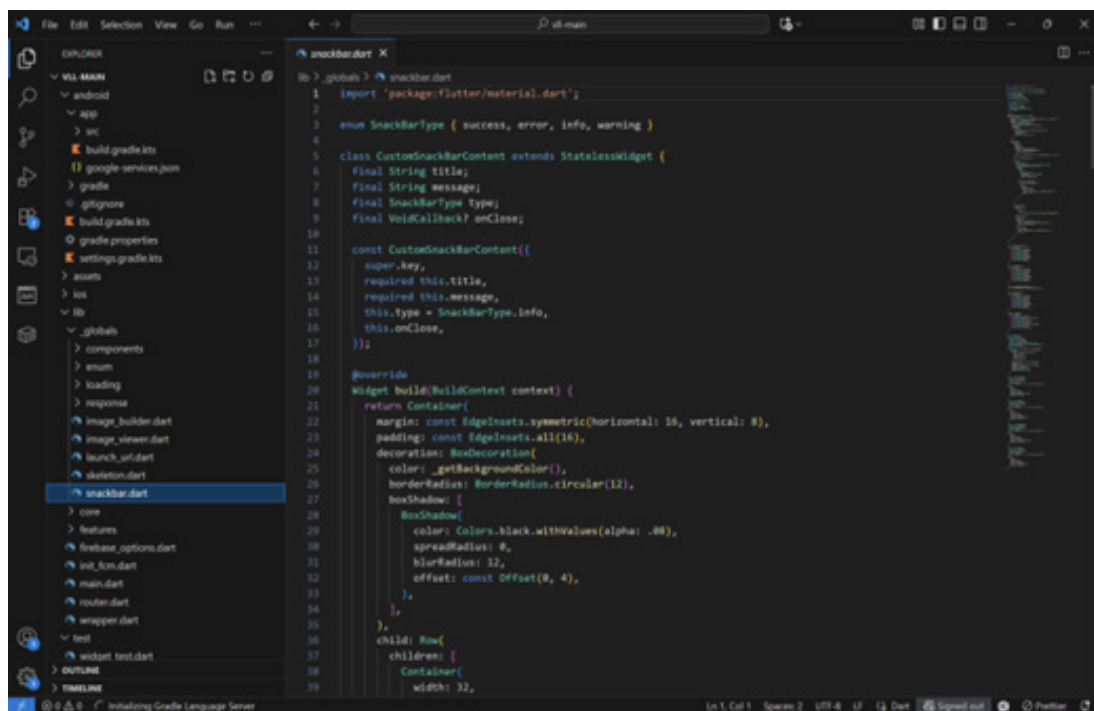 File Edit Selection View Go Run ...
vll-main
EXPLORER
VLL-MAIN
android
app
src
build.gradle.kts
google-services.json
gradle
.gitignore
build.gradle.kts
gradle.properties
settings.gradle.kts
assets
ios
lib
_globals
components
enum
loading
response
image_builder.dart
image_viewer.dart
launch_url.dart
skeleton.dart
snackbar.dart
core
features
firebase_options.dart
init_fcm.dart
main.dart
router.dart
wrapper.dart
test
widget_test.dart
OUTLINE
TIMELINE
snackbar.dart
lib > _globals > snackbar.dart
1 import 'package:flutter/material.dart';
2
3 enum SnackBarType { success, error, info, warning }
4
5 class CustomSnackBarContent extends StatelessWidget {
6 final String title;
7 final String message;
8 final SnackBarType type;
9 final VoidCallback? onClose;
10
11 const CustomSnackBarContent({
12 super.key,
13 required this.title,
14 required this.message,
15 this.type = SnackBarType.info,
16 this.onClose,
17 });
18
19 @override
20 Widget build(BuildContext context) {
21 return Container(
22 margin: const EdgeInsets.symmetric(horizontal: 16, vertical: 8),
23 padding: const EdgeInsets.all(16),
24 decoration: BoxDecoration(
25 color: _getBackgroundColor(),
26 borderRadius: BorderRadius.circular(12),
27 boxShadow: [
28 BoxShadow(
29 color: Colors.black.withValues(alpha: .08),
30 spreadRadius: 0,
31 blurRadius: 12,
32 offset: const Offset(0, 4),
33 ),
34 ],
35 ),
36 child: Row(
37 children: [
38 Container(
39 width: 32,
0 0 Initializing Gradle Language Server
Ln 1, Col 1 Spaces: 2 UTF-8 LF Dart Signed out Prettier